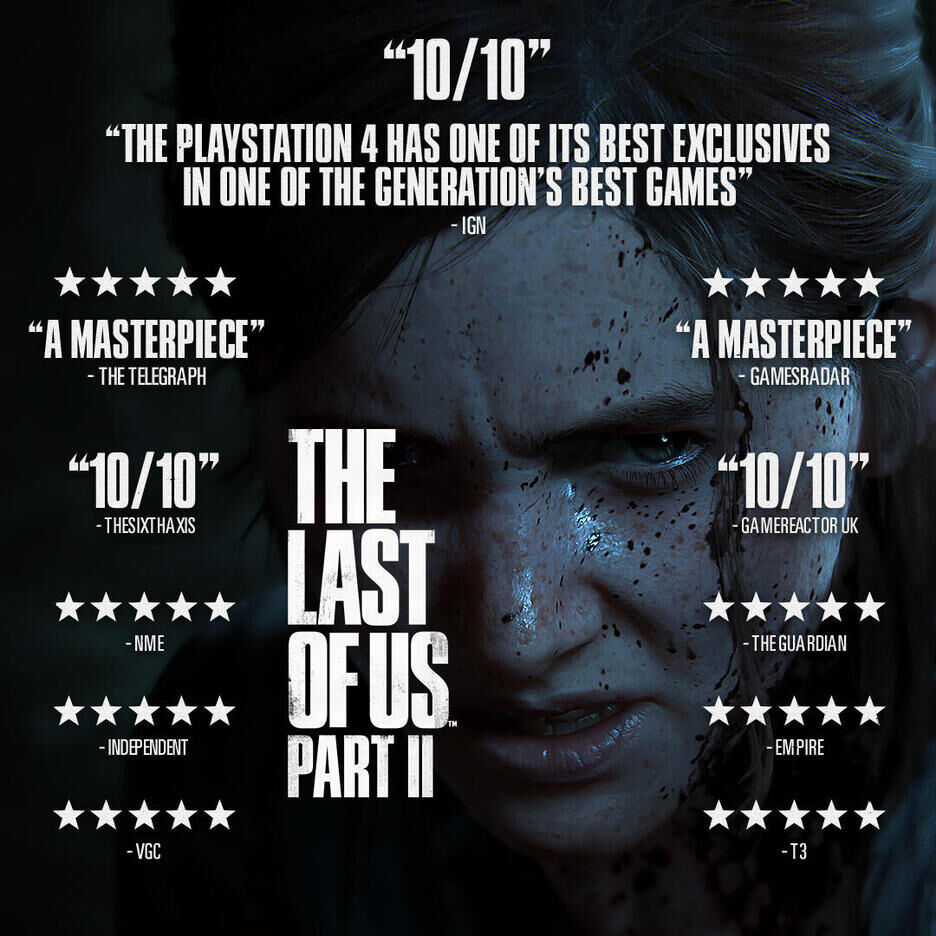 “10/10”
“THE PLAYSTATION 4 HAS ONE OF ITS BEST EXCLUSIVES
IN ONE OF THE GENERATION’S BEST GAMES”
- IGN
“A MASTERPIECE”
- THE TELEGRAPH
“10/10”
- THESIXTHAXIS
- NME
- INDEPENDENT
- VGC
THE
LAST
OF US™
PART II
“A MASTERPIECE”
- GAMESRADAR
“10/10”
- GAMEREACTOR UK
- THE GUARDIAN
- EMPIRE
- T3